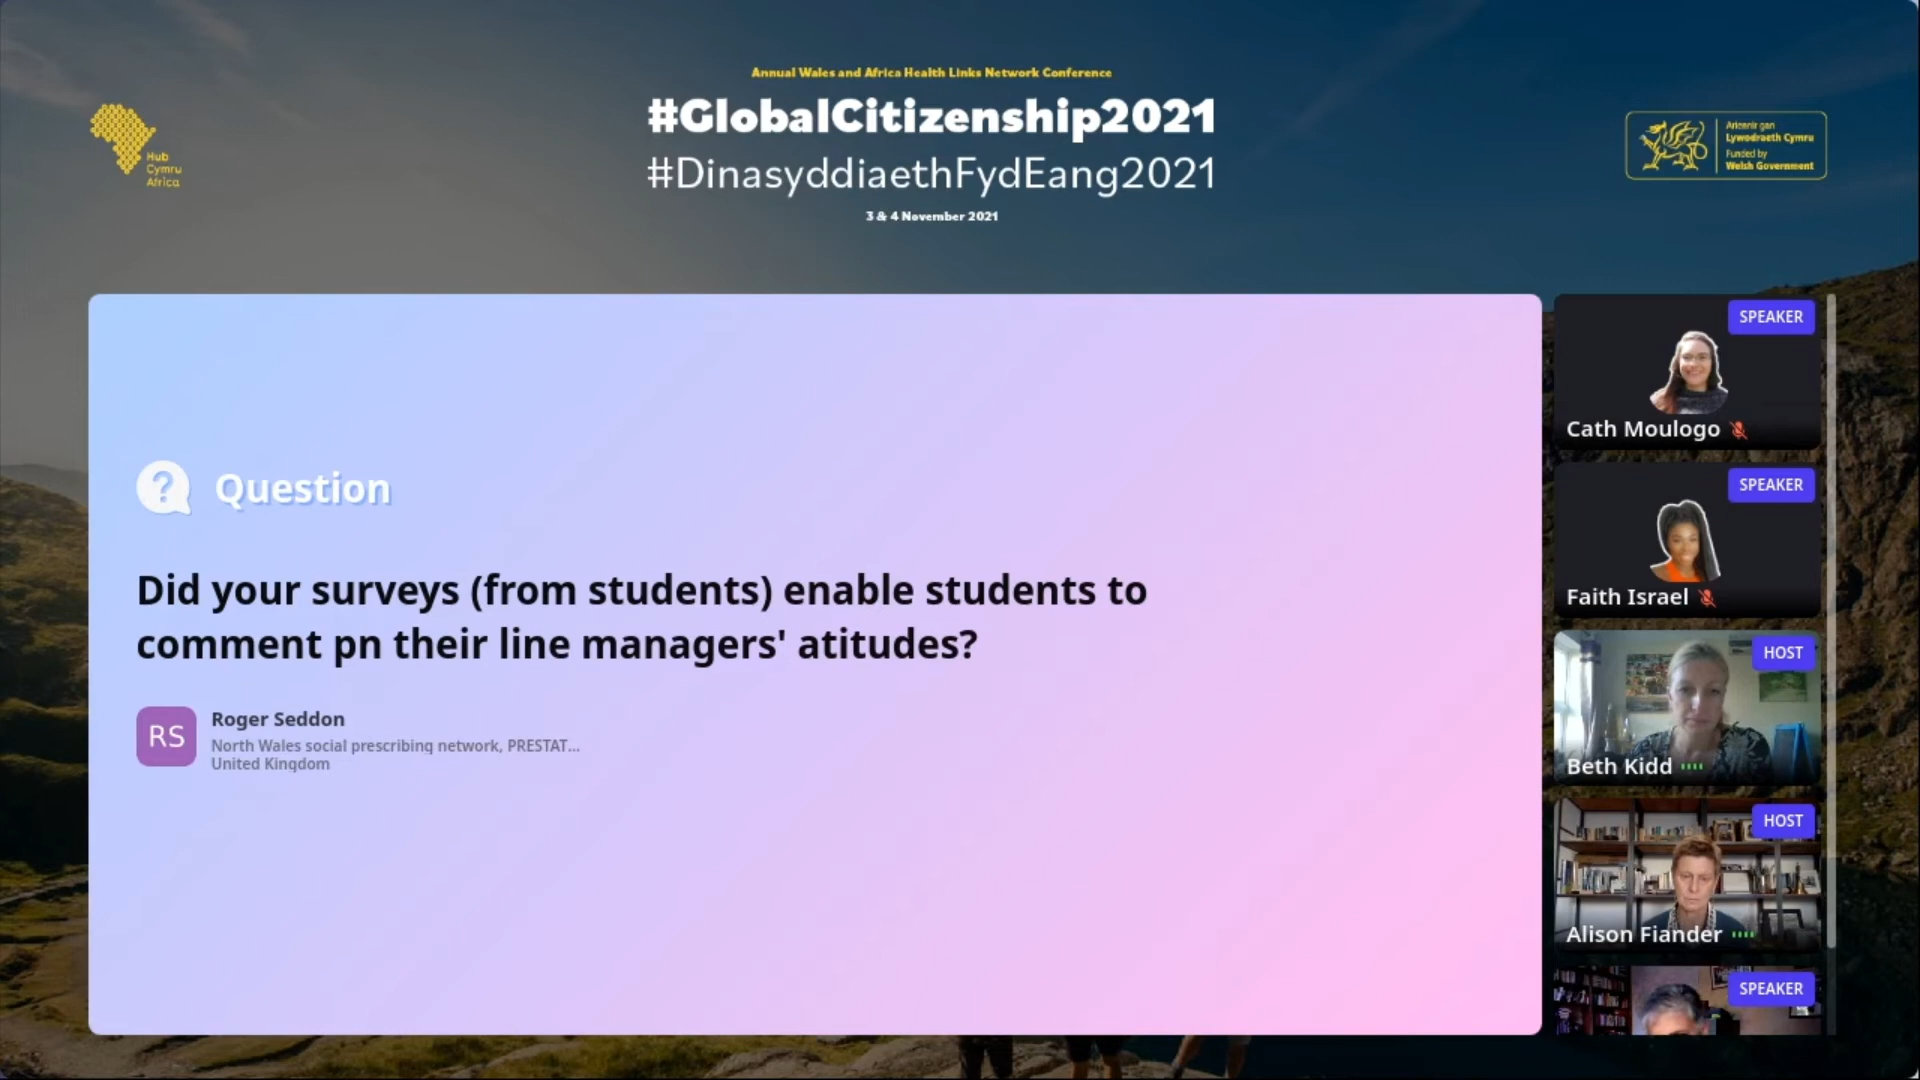 Annual Wales and Africa Health Links Network Conference
#GlobalCitizenship2021
#DinasyddiaethFydEang2021
3 & 4 November 2021
Hub
Cymru
Africa
Ariennir gan
Lywodraeth Cymru
Funded by
Welsh Government
Question
Did your surveys (from students) enable students to
comment pn their line managers' atitudes?
RS
Roger Seddon
North Wales social prescribing network, PRESTAT...
United Kingdom
SPEAKER
Cath Moulogo
SPEAKER
Faith Israel
HOST
Beth Kidd
HOST
Alison Fiander
SPEAKER